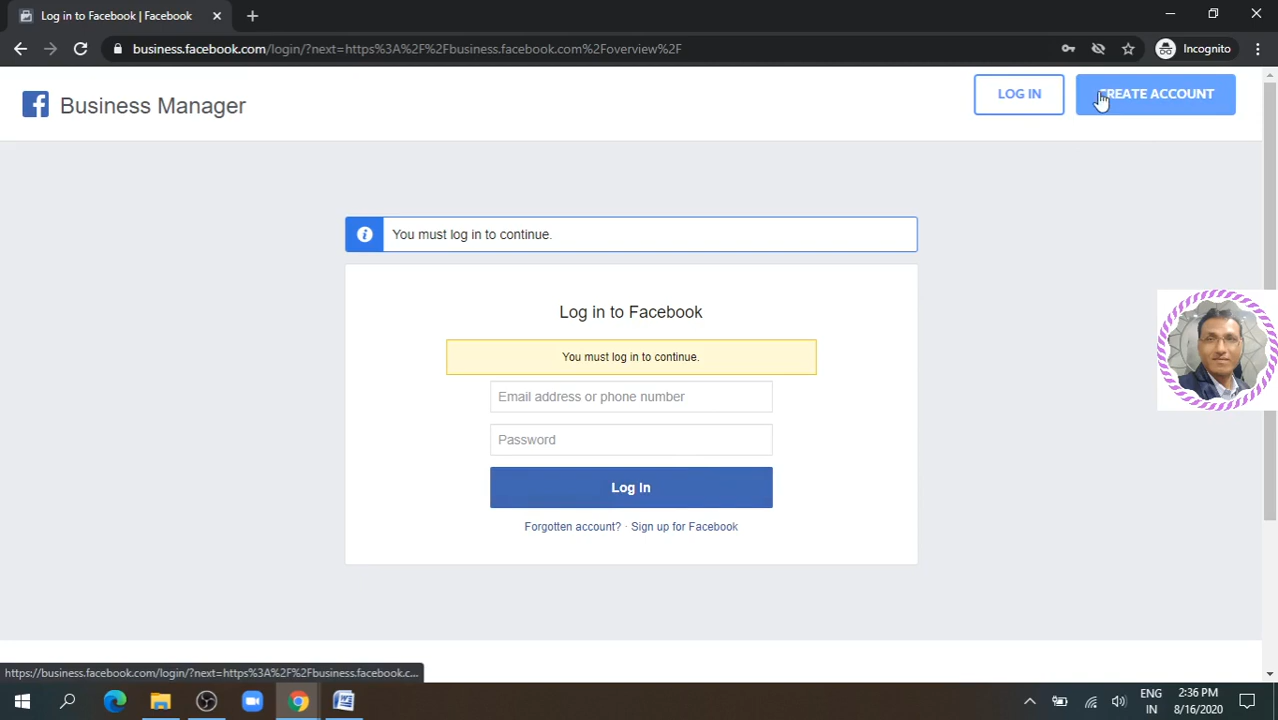 Log in to Facebook | Facebook
business.facebook.com/login/?next=https%3A%2F%2Fbusiness.facebook.com%2Foverview%2F
Incognito
Business Manager
LOG IN
CREATE ACCOUNT
You must log in to continue.
Log in to Facebook
You must log in to continue.
Email address or phone number
Password
Log In
Forgotten account? · Sign up for Facebook
https://business.facebook.com/login/?next=https%3A%2F%2Fbusiness.facebook.c...
ENG
IN
2:36 PM
8/16/2020